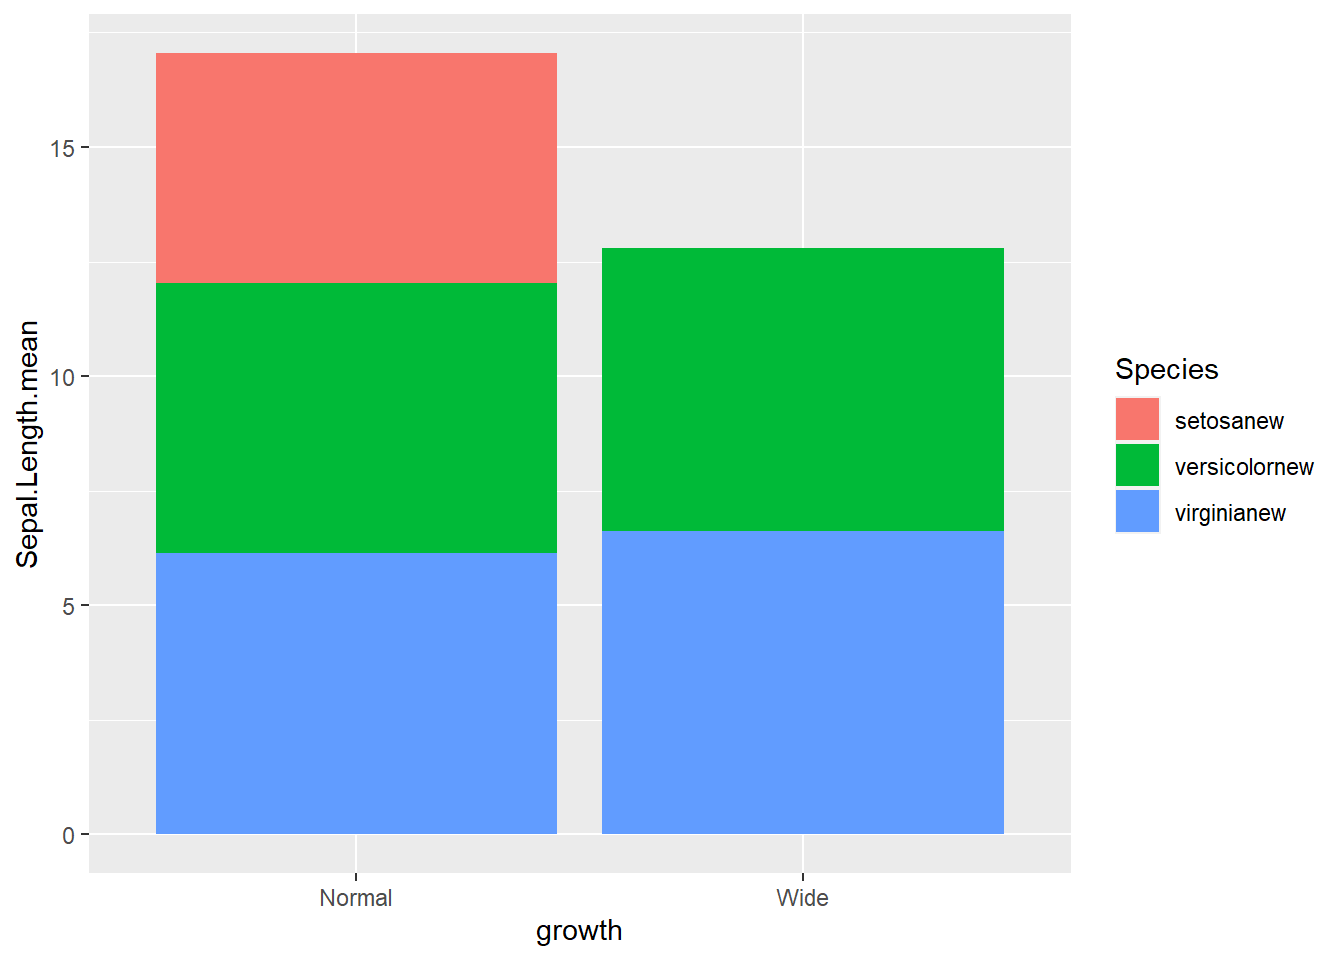 Sepal.Length.mean
15
10
5
0
Normal
Wide
growth
Species
setosanew
versicolornew
virginianew